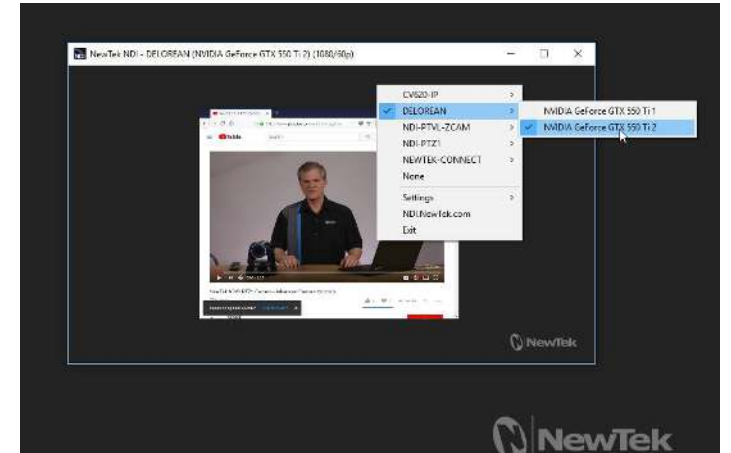 NewTek NDI - DELOREAN (NVIDIA GeForce GTX 550 Ti 2) (1080/60p)
CV620-IP
DELOREAN
NDI-PTVL-ZCAM
NDI-PTZ1
NEWTEK-CONNECT
None
Settings
NDI.NewTek.com
Exit
NVIDIA GeForce GTX 550 Ti 1
NVIDIA GeForce GTX 550 Ti 2
YouTube
Search
NewTek
NewTek